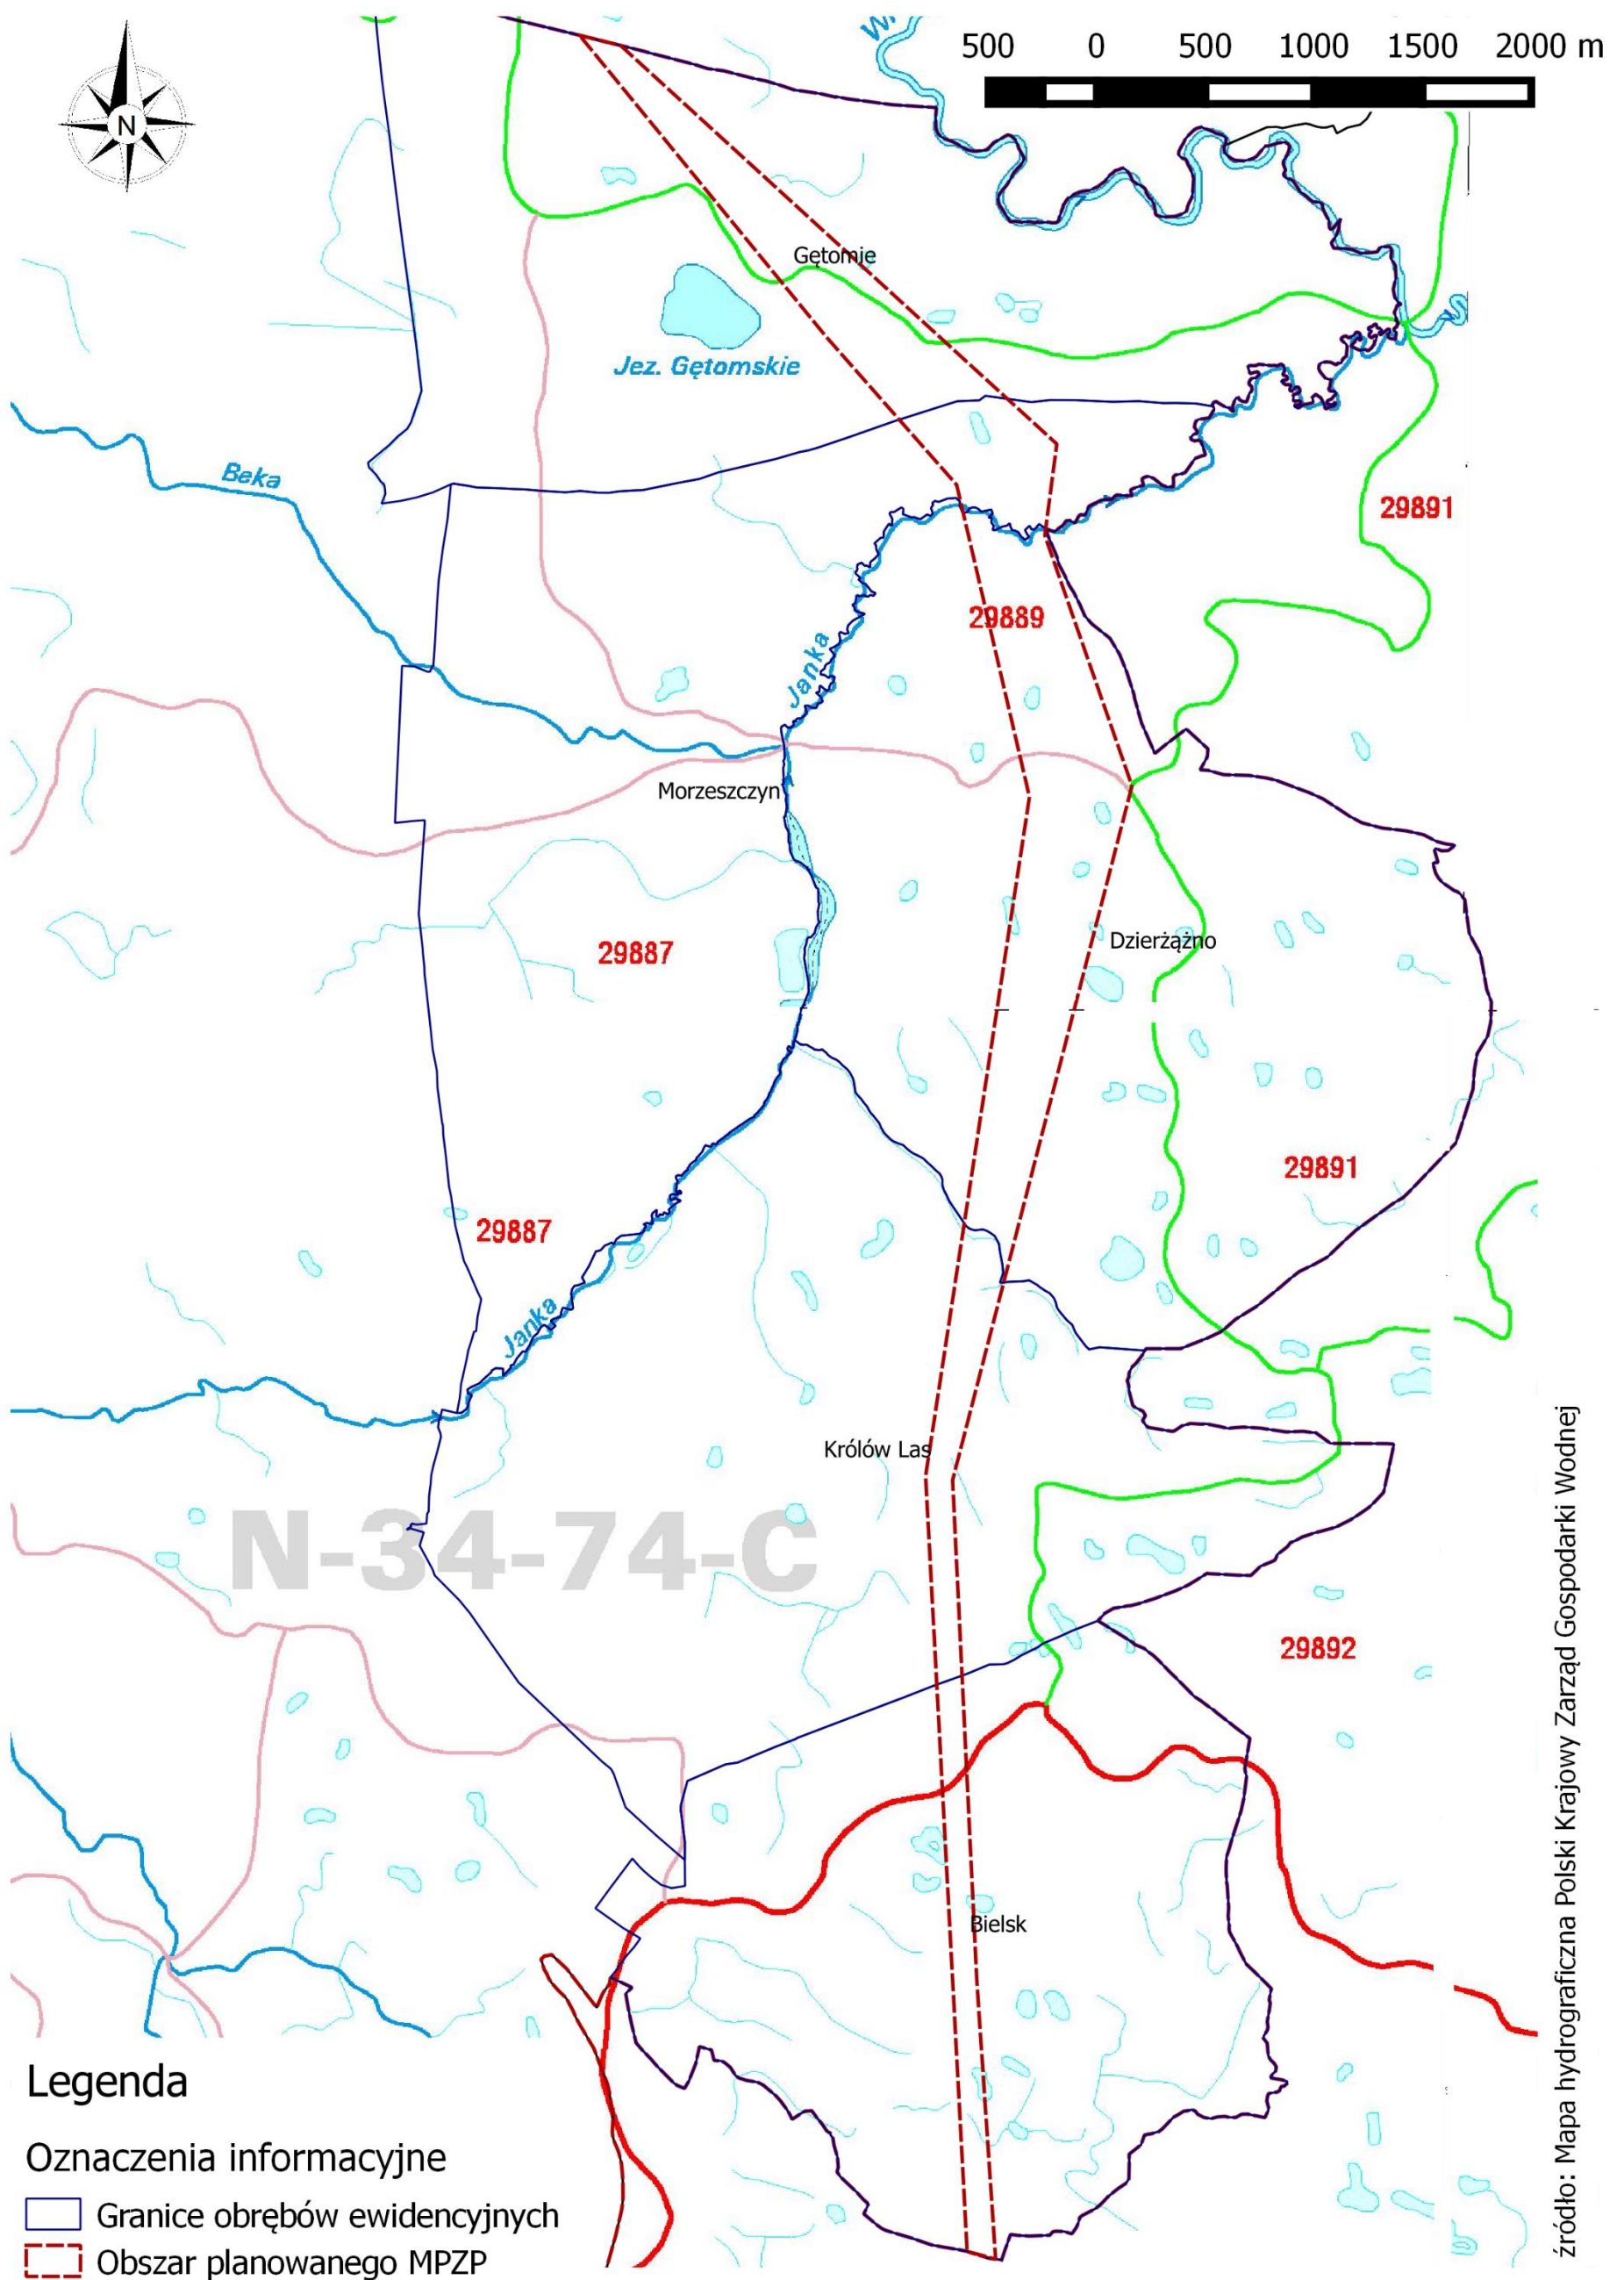 500 0 500 1000 1500 2000 m
N
Gętomie
Jez. Gętomskie
Beka
29891
29889
Janka
Morzeszczyn
Dzierżążno
29887
29891
29887
Janka
Królów Las
N-34-74-C
29892
Bielsk
Legenda
Oznaczenia informacyjne
Granice obrębów ewidencyjnych
Obszar planowanego MPZP
źródło: Mapa hydrograficzna Polski Krajowy Zarząd Gospodarki Wodnej